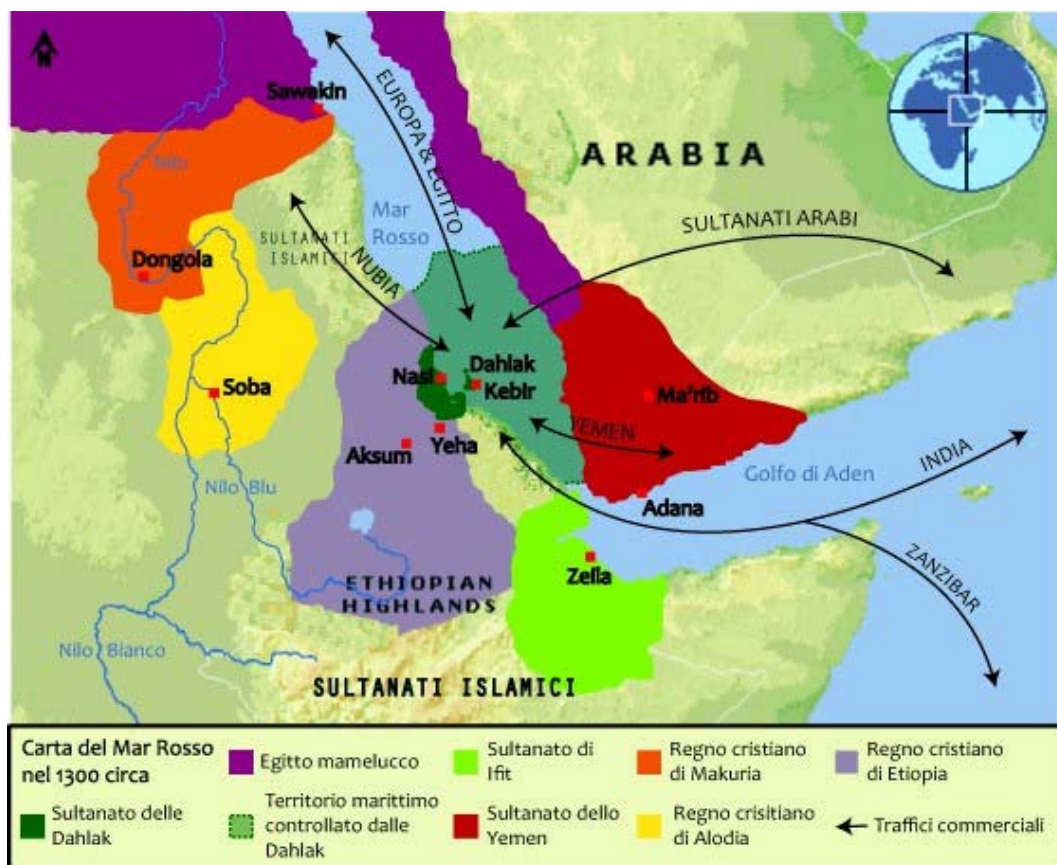 N
Sawakin
EUROPA & EGITTO
ARABIA
Nilo
Mar
Rosso
SULTANATI ARABI
SULTANATI
ISLAMICI
NUBIA
Dongola
Nasi
Dahlak
Kebir
Soba
Ma'rib
Yeha
YEMEN
Aksum
Golfo di Aden
INDIA
Nilo Blu
Adana
Zeila
ZANZIBAR
ETHIOPIAN
HIGHLANDS
Nilo Bianco
SULTANATI ISLAMICI
Carta del Mar Rosso
nel 1300 circa
Egitto mamelucco
Sultanato di
Ifit
Regno cristiano
di Makuria
Regno cristiano
di Etiopia
Sultanato delle
Dahlak
Territorio marittimo
controllato dalle
Dahlak
Sultanato dello
Yemen
Regno crisitiano
di Alodia
Traffici commerciali